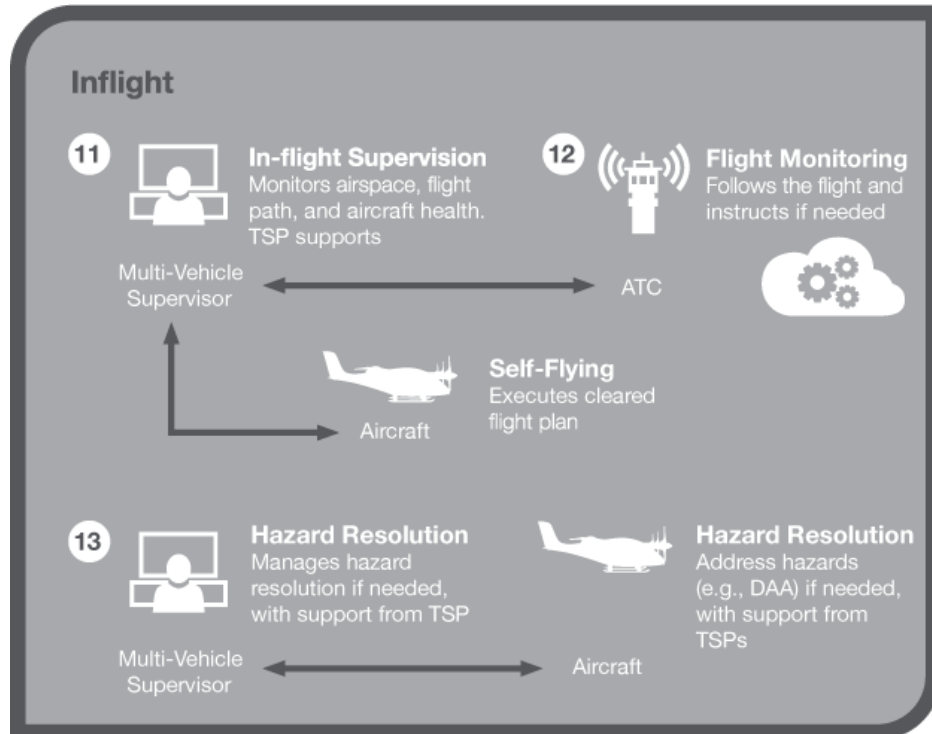 Inflight
11
In-flight Supervision
Monitors airspace, flight
path, and aircraft health.
TSP supports
Multi-Vehicle
Supervisor
12
Flight Monitoring
Follows the flight and
instructs if needed
ATC
Self-Flying
Executes cleared
flight plan
Aircraft
13
Hazard Resolution
Manages hazard
resolution if needed,
with support from TSP
Multi-Vehicle
Supervisor
Hazard Resolution
Address hazards
(e.g., DAA) if needed,
with support from
TSPs
Aircraft